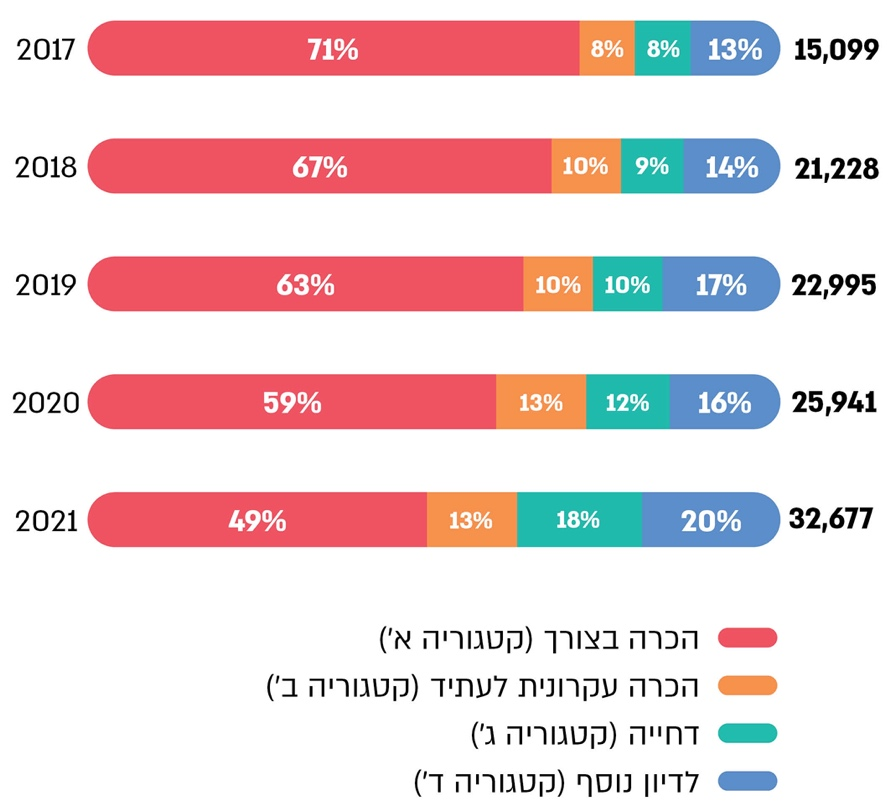 2017 71% 8% 8% 13% 15,099
2018 67% 10% 9% 14% 21,228
2019 63% 10% 10% 17% 22,995
2020 59% 13% 12% 16% 25,941
2021 49% 13% 18% 20% 32,677
הכרה בצורך (קטגוריה א')
הכרה עקרונית לעתיד (קטגוריה ב')
דחייה (קטגוריה ג')
לדיון נוסף (קטגוריה ד')